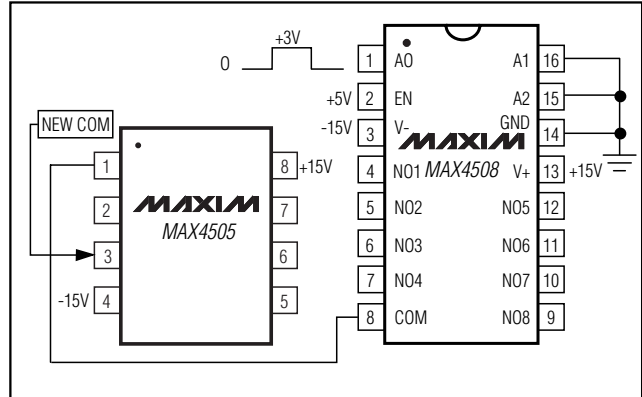 0
+3V
+5V
-15V
NEW COM
1
2
3
-15V 4
MAXIM
MAX4505
8 +15V
7
6
5
1 A0
2 EN
3 V-
4 NO1
5 NO2
6 NO3
7 NO4
8 COM
MAXIM
MAX4508
A1 16
A2 15
GND 14
V+ 13 +15V
NO5 12
NO6 11
NO7 10
NO8 9